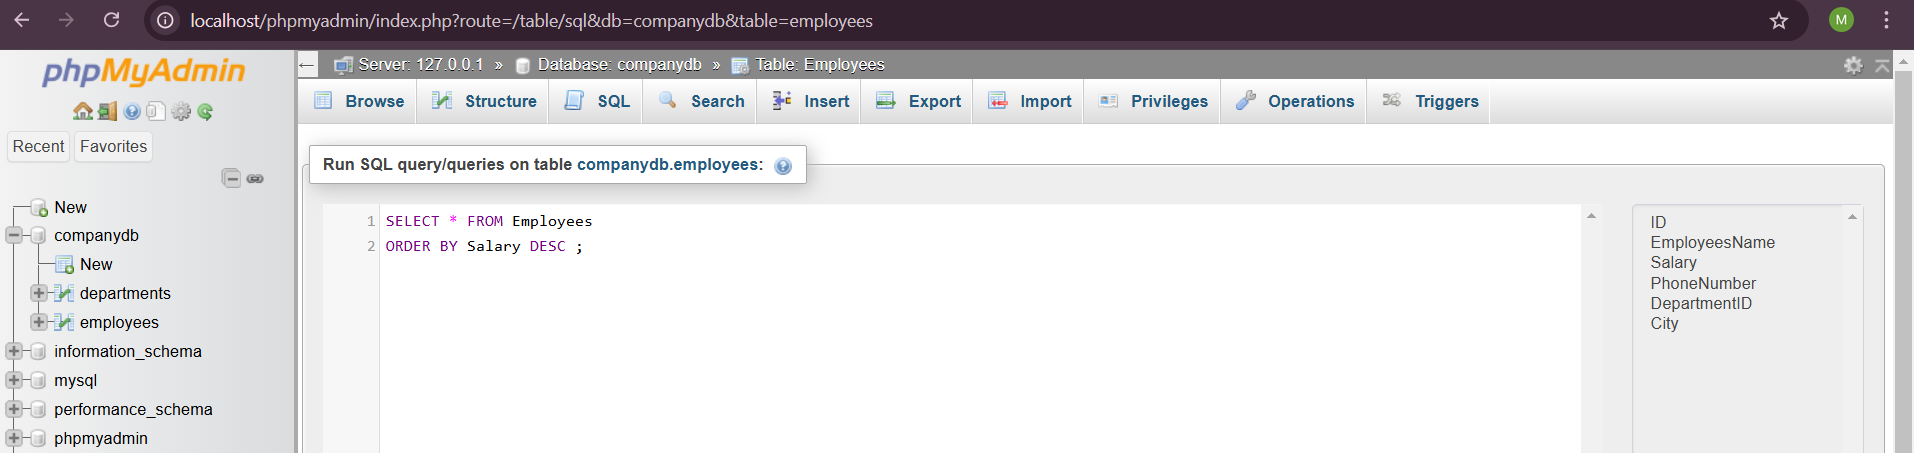 localhost/phpmyadmin/index.php?route=/table/sql&db=companydb&table=employees
M
phpMyAdmin
Recent Favorites
New
companydb
New
departments
employees
information_schema
mysql
performance_schema
phpmyadmin
Server: 127.0.0.1 » Database: companydb » Table: Employees
Browse Structure SQL Search Insert Export Import Privileges Operations Triggers
Run SQL query/queries on table companydb.employees:
1 SELECT * FROM Employees
2 ORDER BY Salary DESC ;
ID
EmployeesName
Salary
PhoneNumber
DepartmentID
City